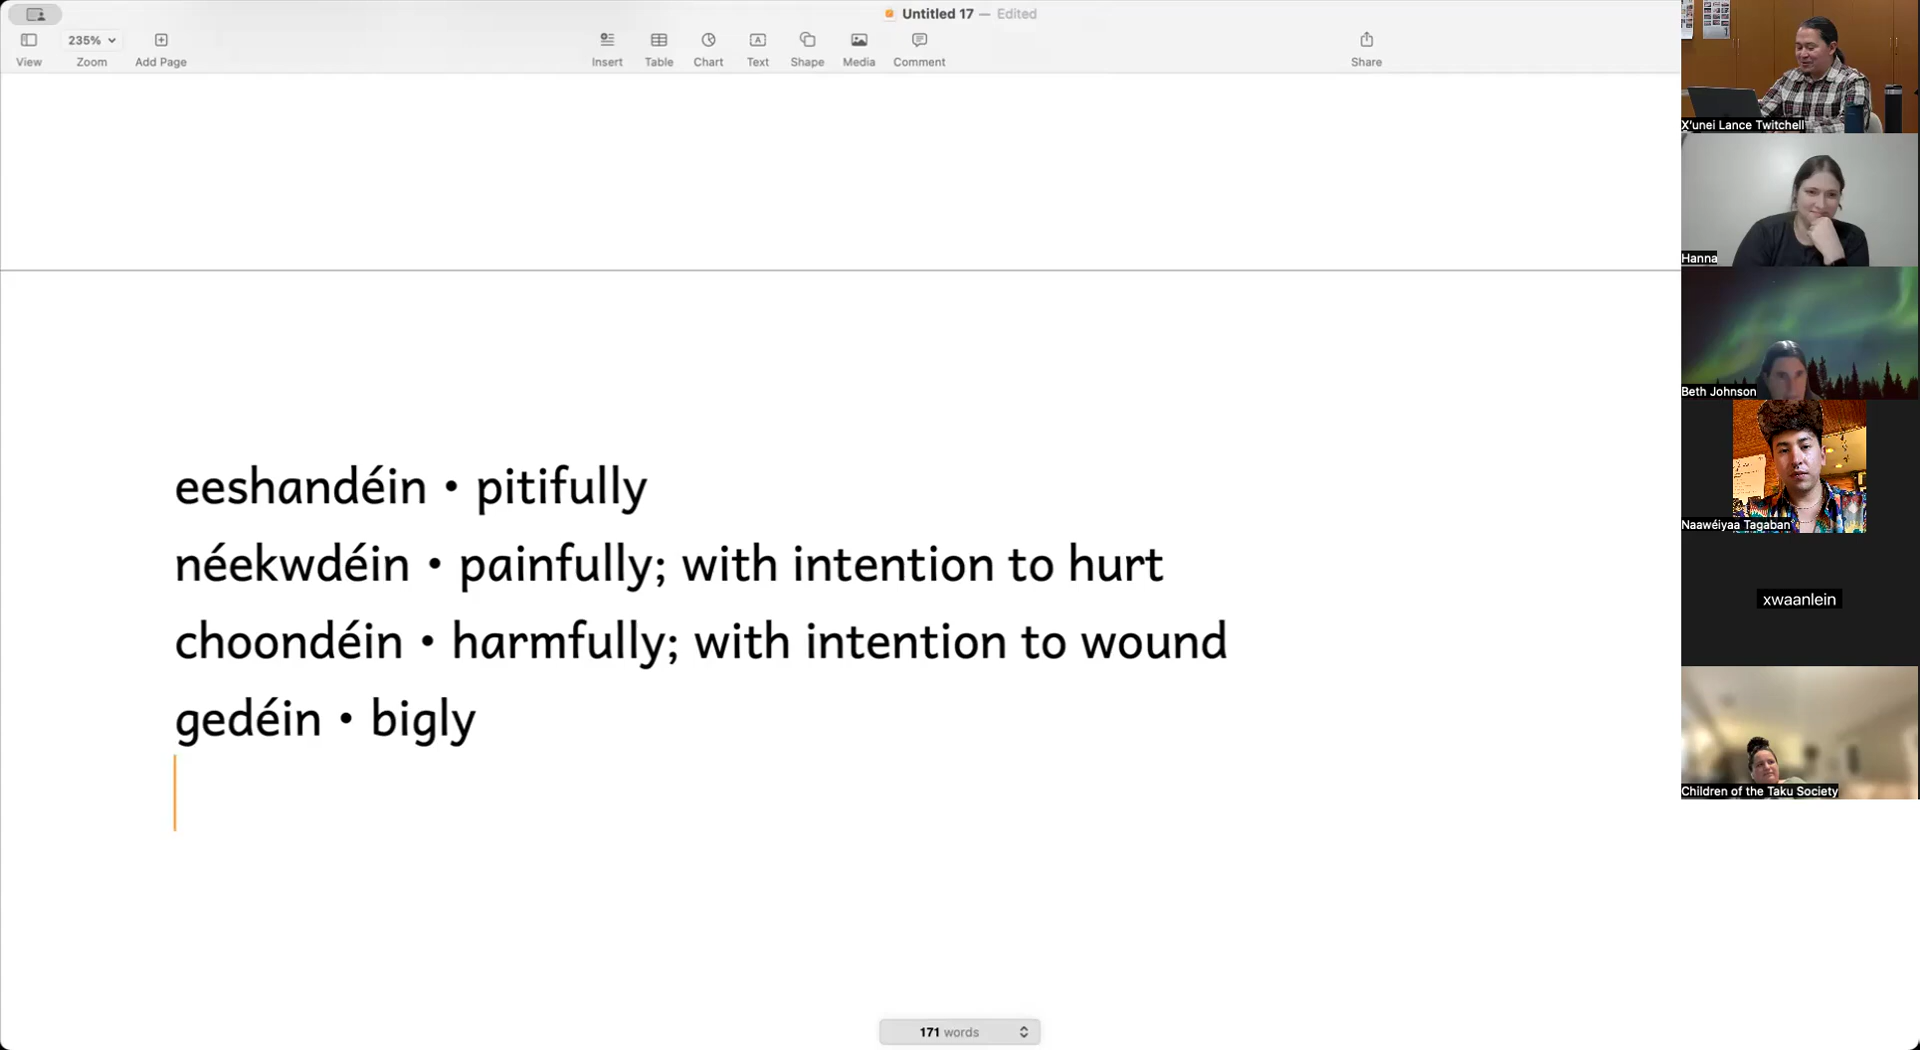 Untitled 17 — Edited
235%
View
Zoom
Add Page
Insert
Table
Chart
Text
Shape
Media
Comment
Share
eeshandéin • pitifully
néekwdéin • painfully; with intention to hurt
choondéin • harmfully; with intention to wound
gedéin • bigly
171 words
X'unei Lance Twitchell
Hanna
Beth Johnson
Naawéiyaa Tagaban
xwaanlein
Children of the Taku Society